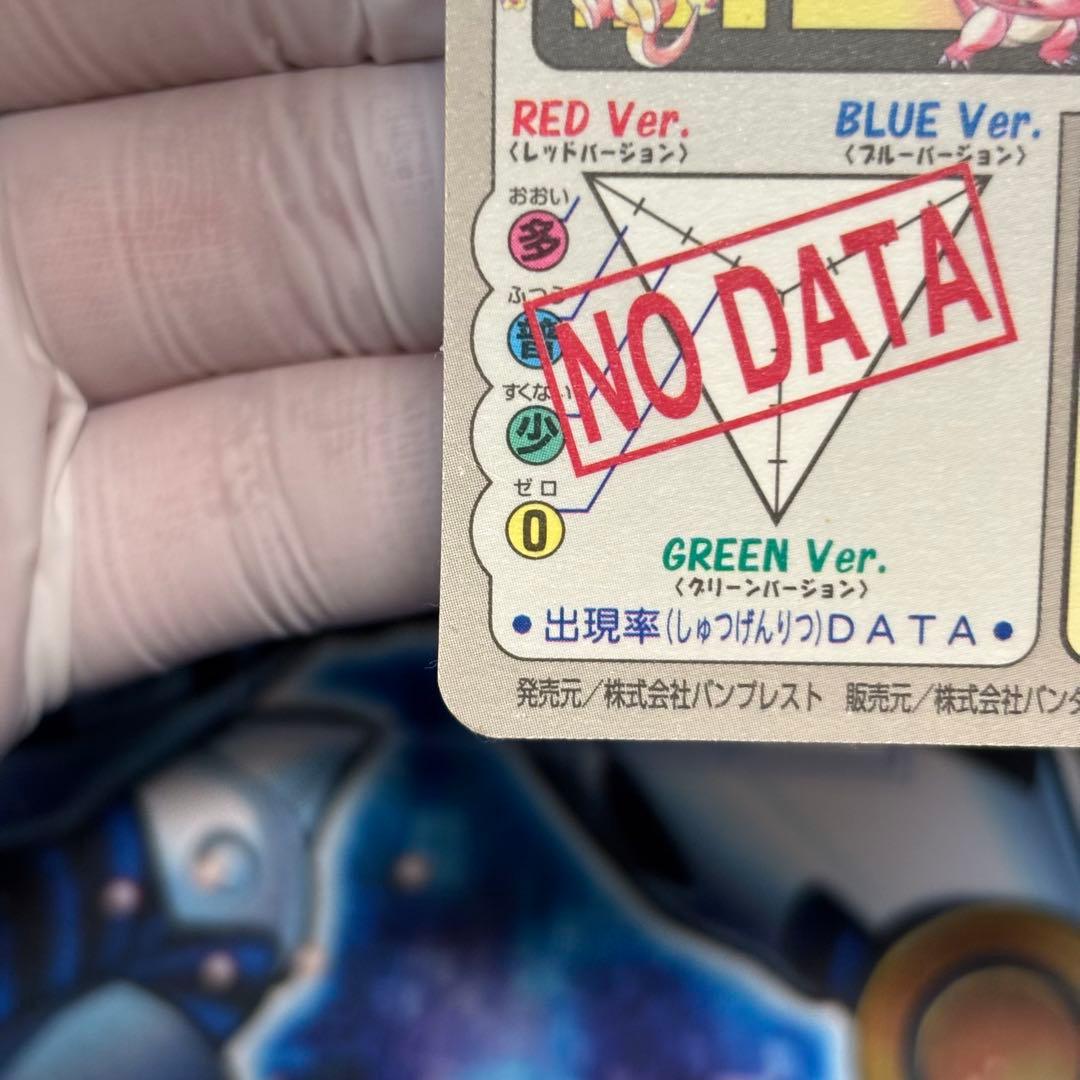 RED Ver.
BLUE Ver.
〈レッドバージョン〉
〈ブルーバージョン〉
おおい
多
ふつう
普
すくない
少
ゼロ
0
NO DATA
GREEN Ver.
〈グリーンバージョン〉
●出現率(しゅつげんりつ)DATA●
発売元／株式会社バンプレスト 販売元／株式会社バンダ